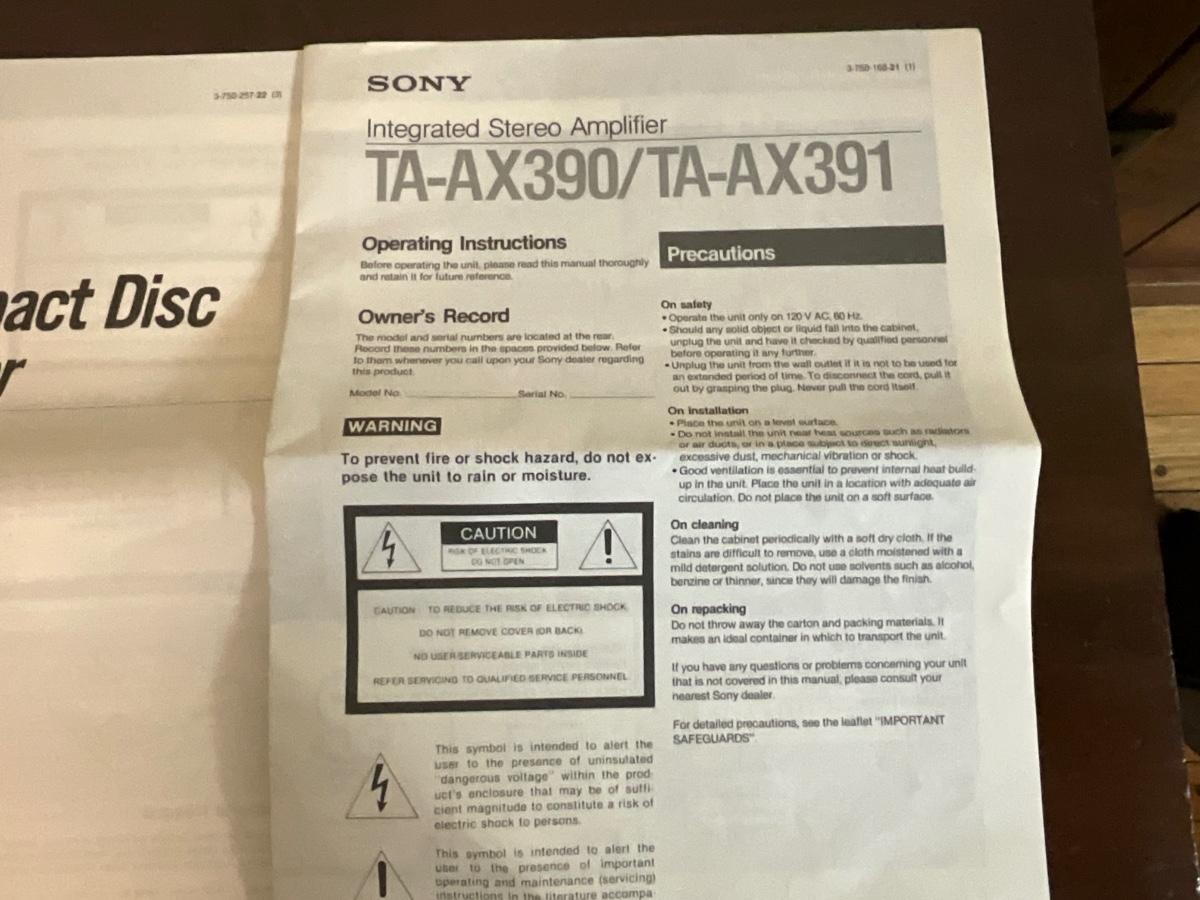 3-750-257-22 (3)
act Disc
r
SONY
3-750-168-21 (1)
Integrated Stereo Amplifier
TA-AX390/TA-AX391
Operating Instructions
Before operating the unit, please read this manual thoroughly
and retain it for future reference.
Owner's Record
The model and serial numbers are located at the rear.
Record these numbers in the spaces provided below. Refer
to them whenever you call upon your Sony dealer regarding
this product.
Model No. Serial No.
WARNING
To prevent fire or shock hazard, do not ex-
pose the unit to rain or moisture.
CAUTION
RISK OF ELECTRIC SHOCK
DO NOT OPEN
CAUTION TO REDUCE THE RISK OF ELECTRIC SHOCK,
DO NOT REMOVE COVER (OR BACK).
NO USER-SERVICEABLE PARTS INSIDE
REFER SERVICING TO QUALIFIED SERVICE PERSONNEL.
This symbol is intended to alert the
user to the presence of uninsulated
"dangerous voltage" within the prod-
uct's enclosure that may be of suffi-
cient magnitude to constitute a risk of
electric shock to persons.
This symbol is intended to alert the
user to the presence of important
operating and maintenance (servicing)
instructions in the literature accompa-
Precautions
On safety
• Operate the unit only on 120 V AC, 60 Hz.
• Should any solid object or liquid fall into the cabinet,
unplug the unit and have it checked by qualified personnel
before operating it any further.
• Unplug the unit from the wall outlet if it is not to be used for
an extended period of time. To disconnect the cord, pull it
out by grasping the plug. Never pull the cord itself.
On installation
• Place the unit on a level surface.
• Do not install the unit near heat sources such as radiators
or air ducts, or in a place subject to direct sunlight,
excessive dust, mechanical vibration or shock.
• Good ventilation is essential to prevent internal heat build-
up in the unit. Place the unit in a location with adequate air
circulation. Do not place the unit on a soft surface.
On cleaning
Clean the cabinet periodically with a soft dry cloth. If the
stains are difficult to remove, use a cloth moistened with a
mild detergent solution. Do not use solvents such as alcohol,
benzine or thinner, since they will damage the finish.
On repacking
Do not throw away the carton and packing materials. It
makes an ideal container in which to transport the unit.
If you have any questions or problems concerning your unit
that is not covered in this manual, please consult your
nearest Sony dealer.
For detailed precautions, see the leaflet "IMPORTANT
SAFEGUARDS".